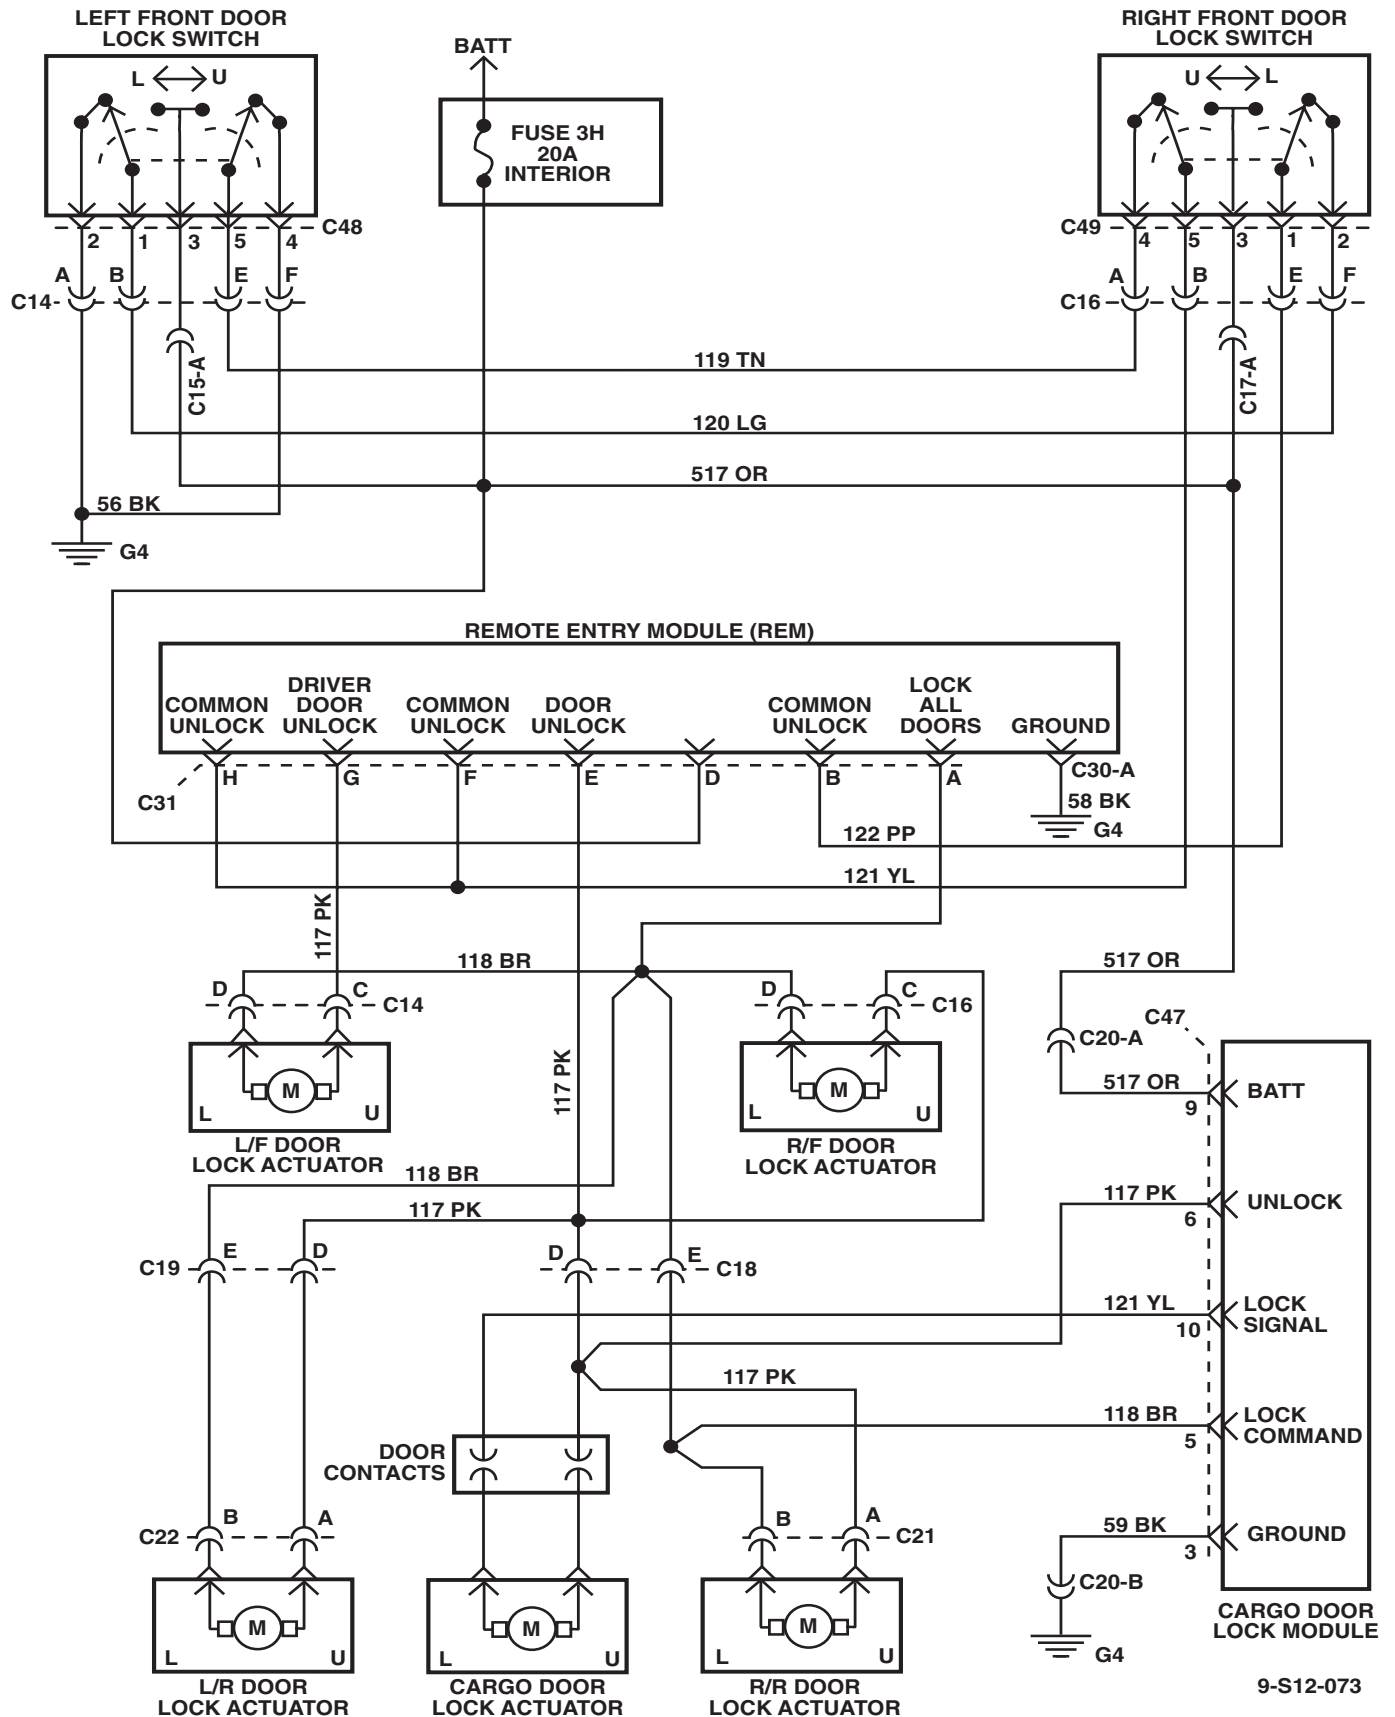 LEFT FRONT DOOR
LOCK SWITCH
BATT
RIGHT FRONT DOOR
LOCK SWITCH
L U
U L
FUSE 3H
20A
INTERIOR
2 1 3 5 4 C48
C49 4 5 3 1 2
A B E F
C14
A B E F
C16
C15-A
C17-A
119 TN
120 LG
517 OR
56 BK
G4
REMOTE ENTRY MODULE (REM)
COMMON
UNLOCK
DRIVER
DOOR
UNLOCK
COMMON
UNLOCK
DOOR
UNLOCK
COMMON
UNLOCK
LOCK
ALL
DOORS
GROUND
C31
H G F E D B A
C30-A
58 BK
G4
122 PP
121 YL
117 PK
118 BR
517 OR
D C C14
D C C16
C47
C20-A
M
L U
L/F DOOR
LOCK ACTUATOR
117 PK
M
L U
R/F DOOR
LOCK ACTUATOR
517 OR
9
BATT
118 BR
117 PK
117 PK
6
UNLOCK
C19 E D
D E C18
121 YL
10
LOCK
SIGNAL
117 PK
118 BR
5
LOCK
COMMAND
DOOR
CONTACTS
C22 B A
B A C21
59 BK
3
GROUND
C20-B
G4
CARGO DOOR
LOCK MODULE
M
L U
L/R DOOR
LOCK ACTUATOR
M
L U
CARGO DOOR
LOCK ACTUATOR
M
L U
R/R DOOR
LOCK ACTUATOR
9-S12-073